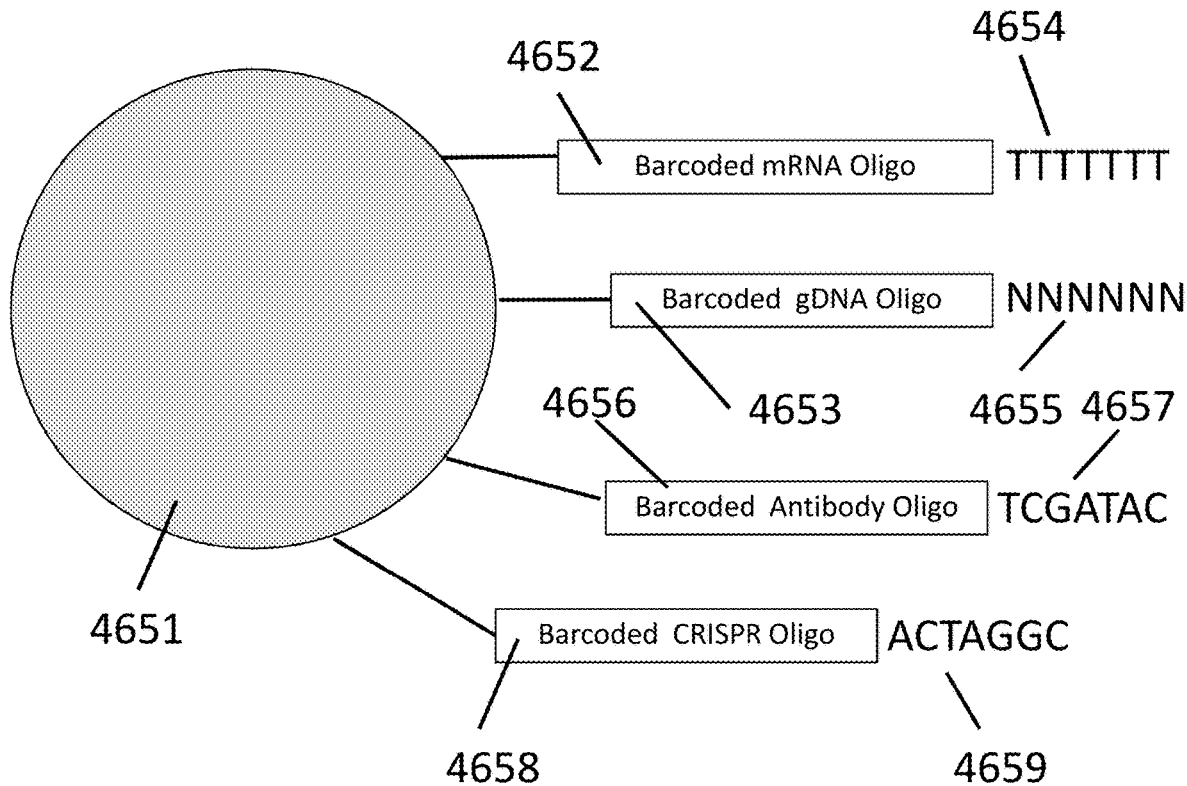 4654
4652
Barcoded mRNA Oligo TTTTTTT
Barcoded gDNA Oligo NNNNNN
4656 4653 4655 4657
Barcoded Antibody Oligo TCGATAC
4651
Barcoded CRISPR Oligo ACTAGGC
4658 4659